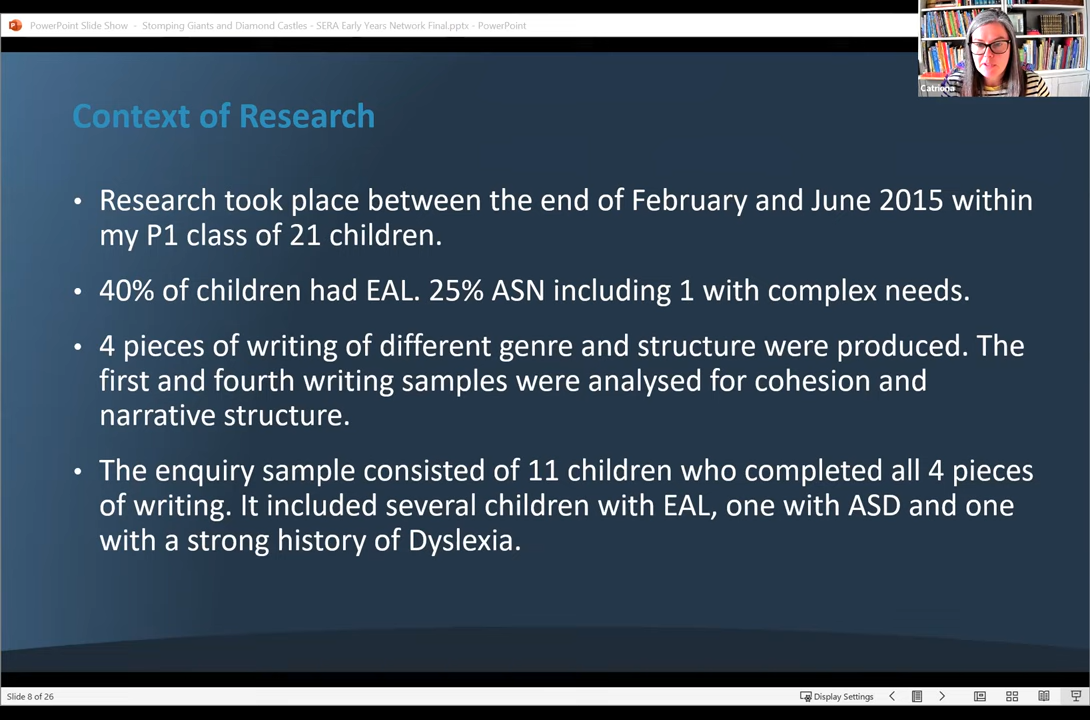 PowerPoint Slide Show - Stomping Giants and Diamond Castles - SERA Early Years Network Final.pptx - PowerPoint
Catriona
Context of Research
• Research took place between the end of February and June 2015 within
my P1 class of 21 children.
• 40% of children had EAL. 25% ASN including 1 with complex needs.
• 4 pieces of writing of different genre and structure were produced. The
first and fourth writing samples were analysed for cohesion and
narrative structure.
• The enquiry sample consisted of 11 children who completed all 4 pieces
of writing. It included several children with EAL, one with ASD and one
with a strong history of Dyslexia.
Slide 8 of 26
Display Settings